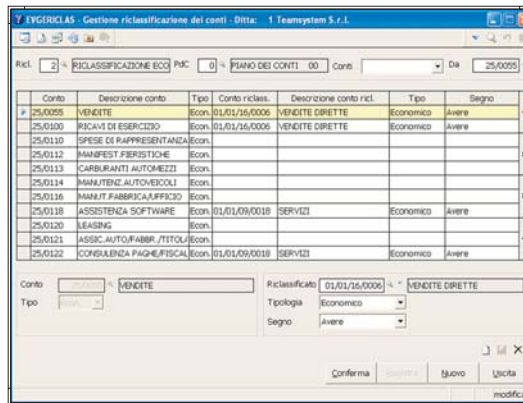 EVGERICLAS - Gestione riclassificazione dei conti - Ditta: 1 Teamsystem S.r.l.
Ricl. 2 RICLASSIFICAZIONE ECO PdC 0 PIANO DEI CONTI 00 Conti Da 25/0055
Conto Descrizione conto Tipo Conto riclass. Descrizione conto ricl. Tipo Segno
25/0055 VENDITE Econ. 01/01/16/0006 VENDITE DIRETTE Economico Avere
25/0100 RICAVI DI ESERCIZIO Econ. 01/01/16/0006 VENDITE DIRETTE Economico Avere
25/0110 SPESE DI RAPPRESENTANZA Econ.
25/0112 MANIFEST.FIERISTICHE Econ.
25/0113 CARBURANTI AUTOMEZZI Econ.
25/0114 MANUTENZ.AUTOVEICOLI Econ.
25/0116 MANUT.FABBRICA/UFFICIO Econ.
25/0118 ASSISTENZA SOFTWARE Econ. 01/01/09/0018 SERVIZI Economico Avere
25/0120 LEASING Econ.
25/0121 ASSIC.AUTO/FABBR./TITOLA Econ.
25/0122 CONSULENZA PAGHE/FISCAL Econ. 01/01/09/0018 SERVIZI Economico Avere
Conto VENDITE Riclassificato 01/01/16/0006 * VENDITE DIRETTE
Tipo Econ. Tipologia Economico
Segno Avere
Conferma Registra Nuovo Uscita
modifica